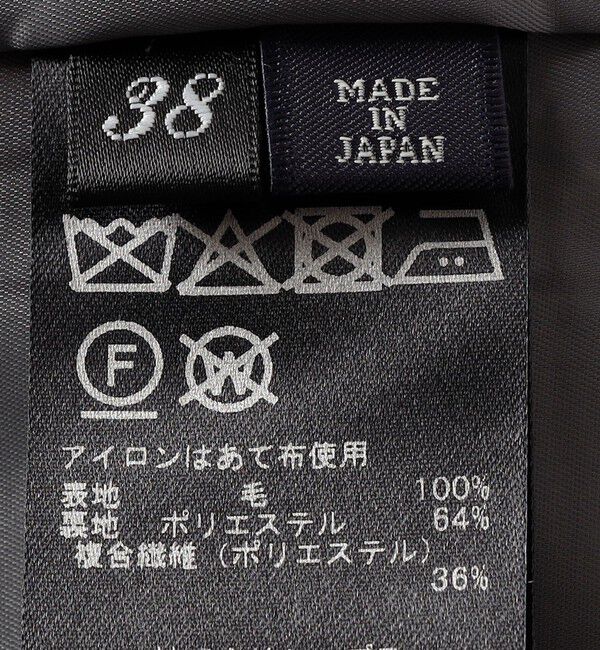 38
MADE
IN
JAPAN
F
W
アイロンはあて布使用
表地 毛 100%
裏地 ポリエステル 64%
複合繊維(ポリエステル)
36%